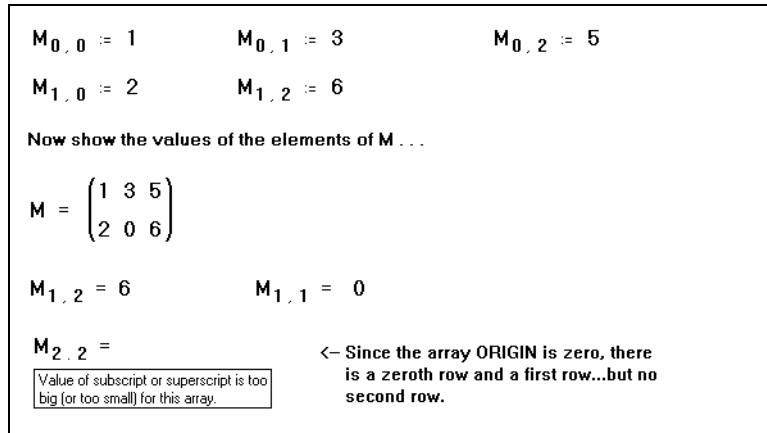 M0,0 := 1 M0,1 := 3 M0,2 := 5
M1,0 := 2 M1,2 := 6
Now show the values of the elements of M . . .
M = (1 3 5
2 0 6)
M1,2 = 6 M1,1 = 0
M2,2 =
<– Since the array ORIGIN is zero, there
is a zeroth row and a first row...but no
second row.
Value of subscript or superscript is too
big (or too small) for this array.